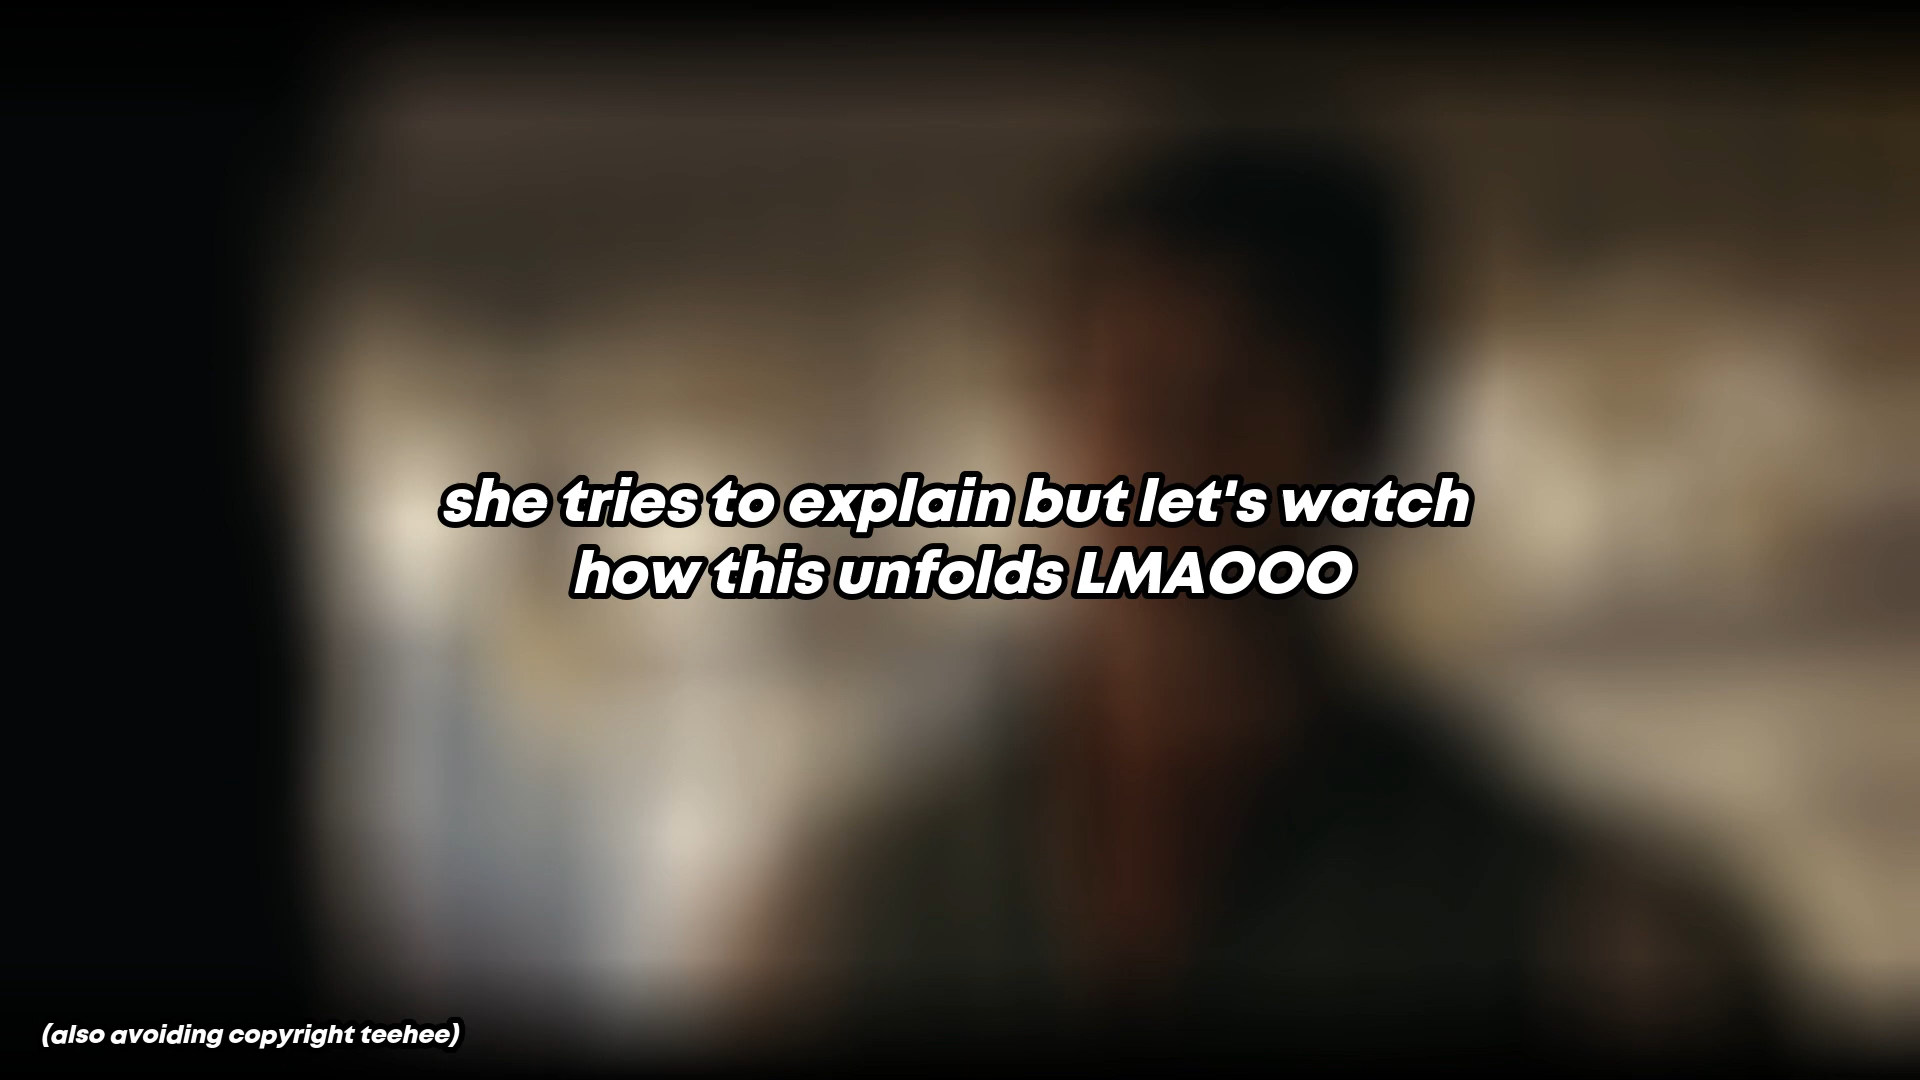 she tries to explain but let's watch
how this unfolds LMAOOO
(also avoiding copyright teehee)